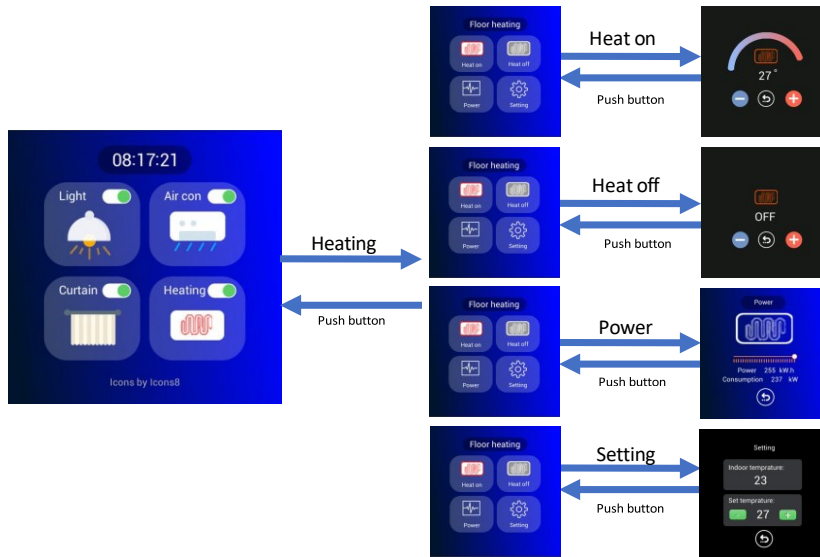 08:17:21
Light
Air con
Curtain
Heating
Icons by Icons8
Heating
Push button
Floor heating
Heat on
Heat off
Power
Setting
Heat on
Push button
27°
Floor heating
Heat on
Heat off
Power
Setting
Heat off
Push button
OFF
Floor heating
Heat on
Heat off
Power
Setting
Power
Push button
Power
Power 255 kW.h
Consumption 237 kW
Floor heating
Heat on
Heat off
Power
Setting
Setting
Push button
Setting
Indoor temprature:
23
Set temprature:
27